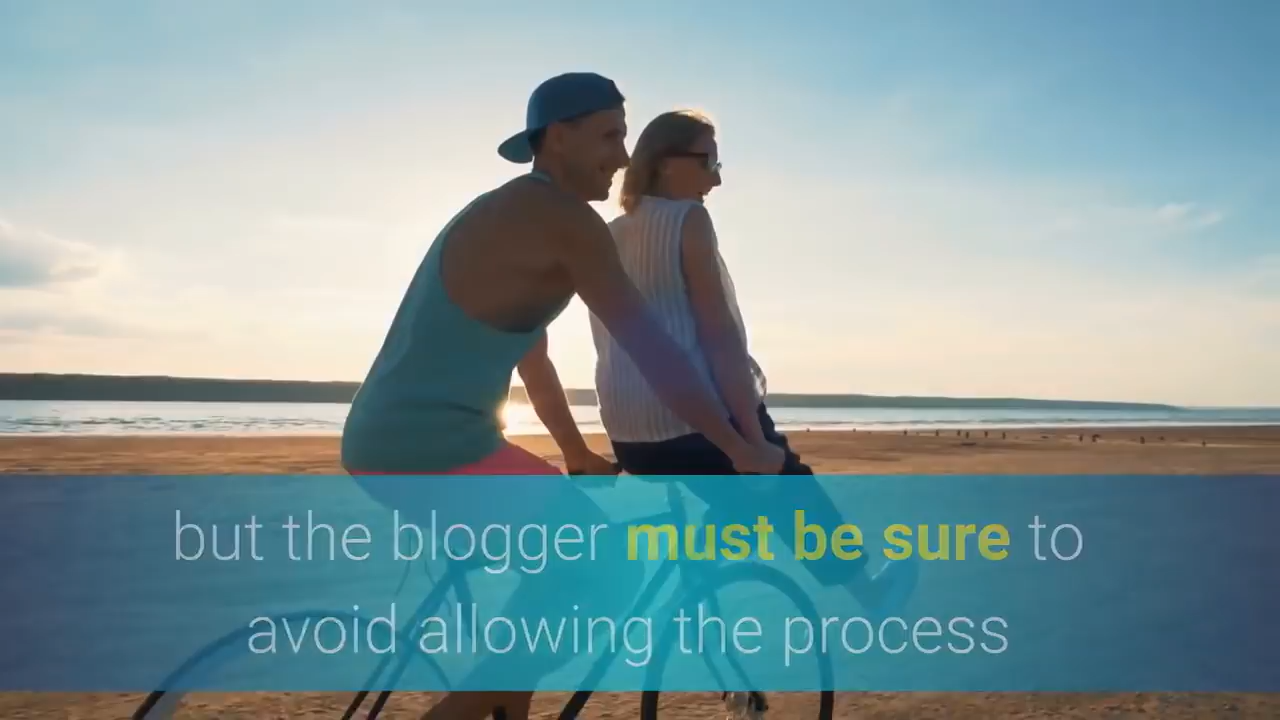 but the blogger must be sure to
avoid allowing the process